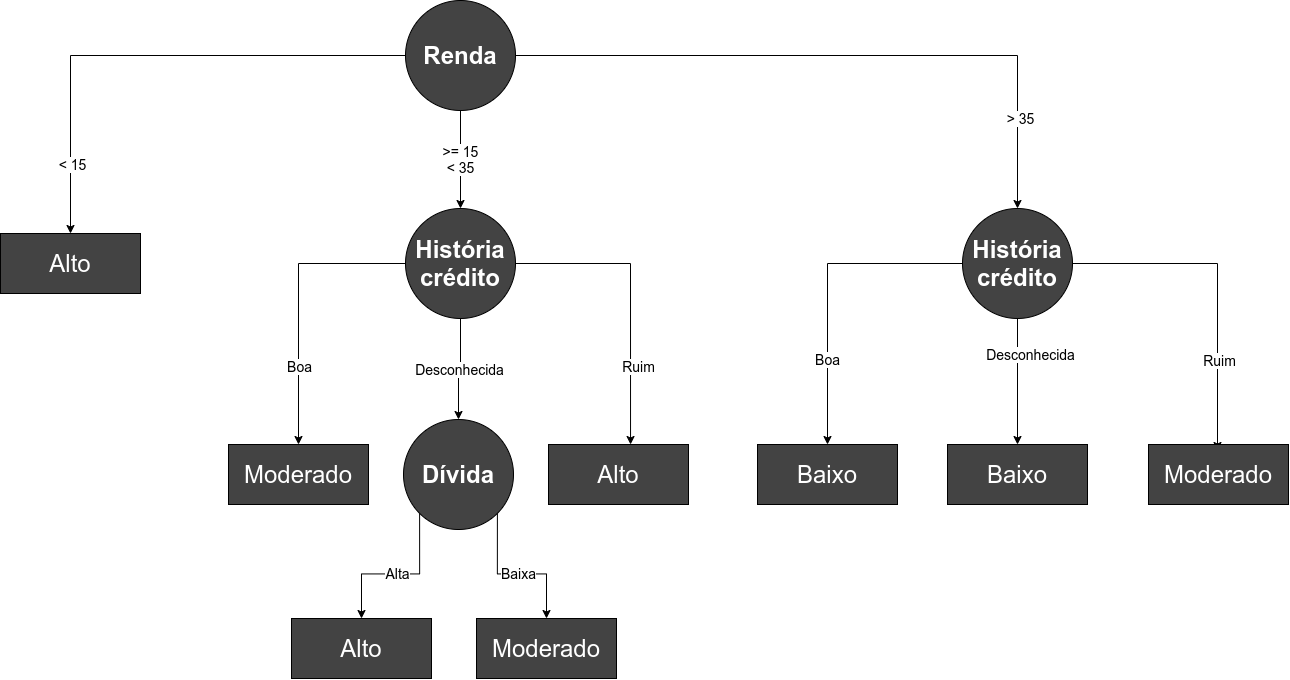 Renda
> 35
>= 15
< 35
< 15
História
crédito
História
crédito
Alto
Boa
Desconhecida
Ruim
Boa
Desconhecida
Ruim
Moderado
Dívida
Alto
Baixo
Baixo
Moderado
Alta
Baixa
Alto
Moderado